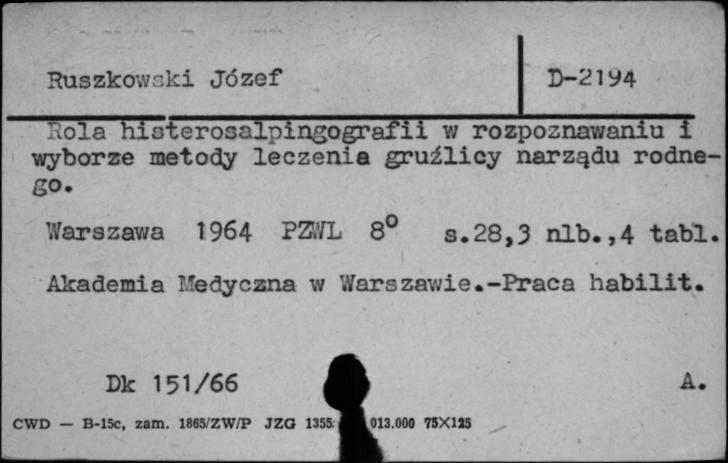 Ruszkowski Józef D-2194
Rola histerosalpingografii w rozpoznawaniu i
wyborze metody leczenia gruźlicy narządu rodne-
go.
Warszawa 1964 PZWL 8° s.28,3 nlb.,4 tabl.
Akademia Medyczna w Warszawie.-Praca habilit.
Dk 151/66 A.
CWD — B-15c, zam. 1865/ZW/P JZG 1355 013.000 75X125